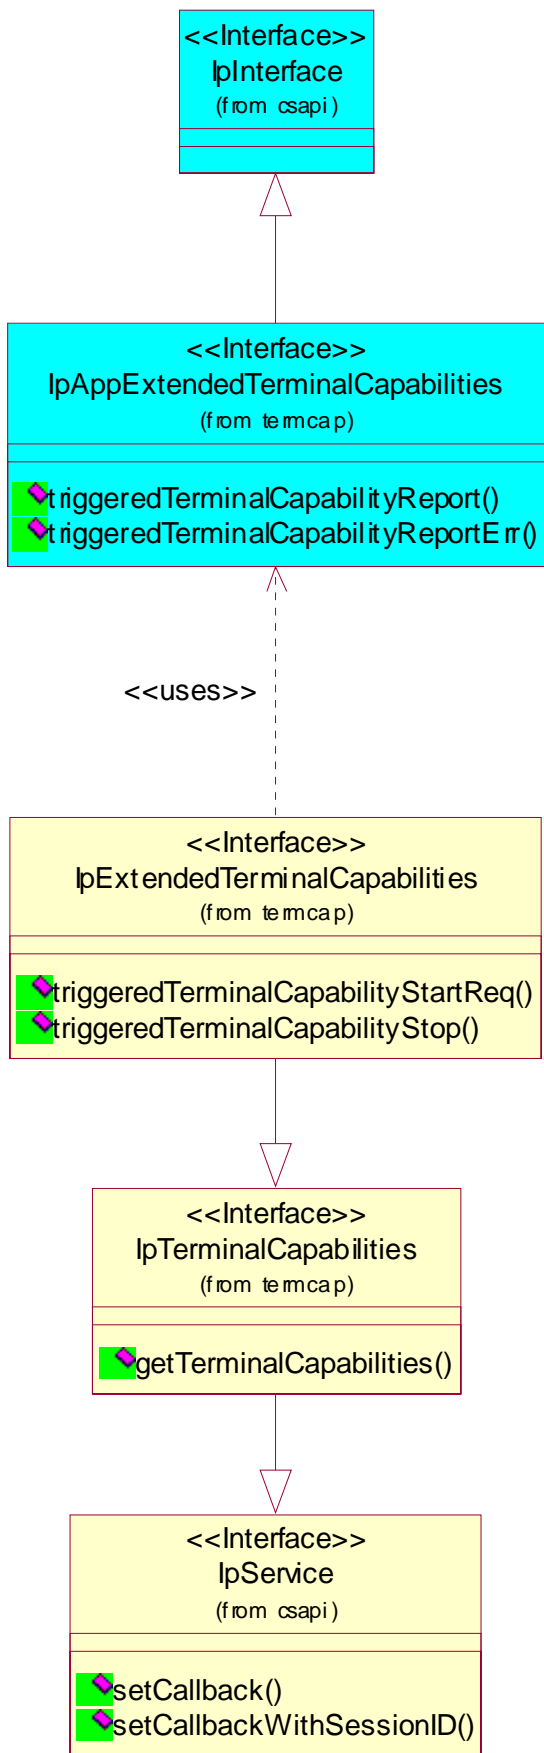 <<Interface>>
IpInterface
(from csapi)
<<Interface>>
IpAppExtendedTerminalCapabilities
(from termcap)
triggeredTerminalCapabilityReport()
triggeredTerminalCapabilityReportErr()
<<uses>>
<<Interface>>
IpExtendedTerminalCapabilities
(from termcap)
triggeredTerminalCapabilityStartReq()
triggeredTerminalCapabilityStop()
<<Interface>>
IpTerminalCapabilities
(from termcap)
getTerminalCapabilities()
<<Interface>>
IpService
(from csapi)
setCallback()
setCallbackWithSessionID()